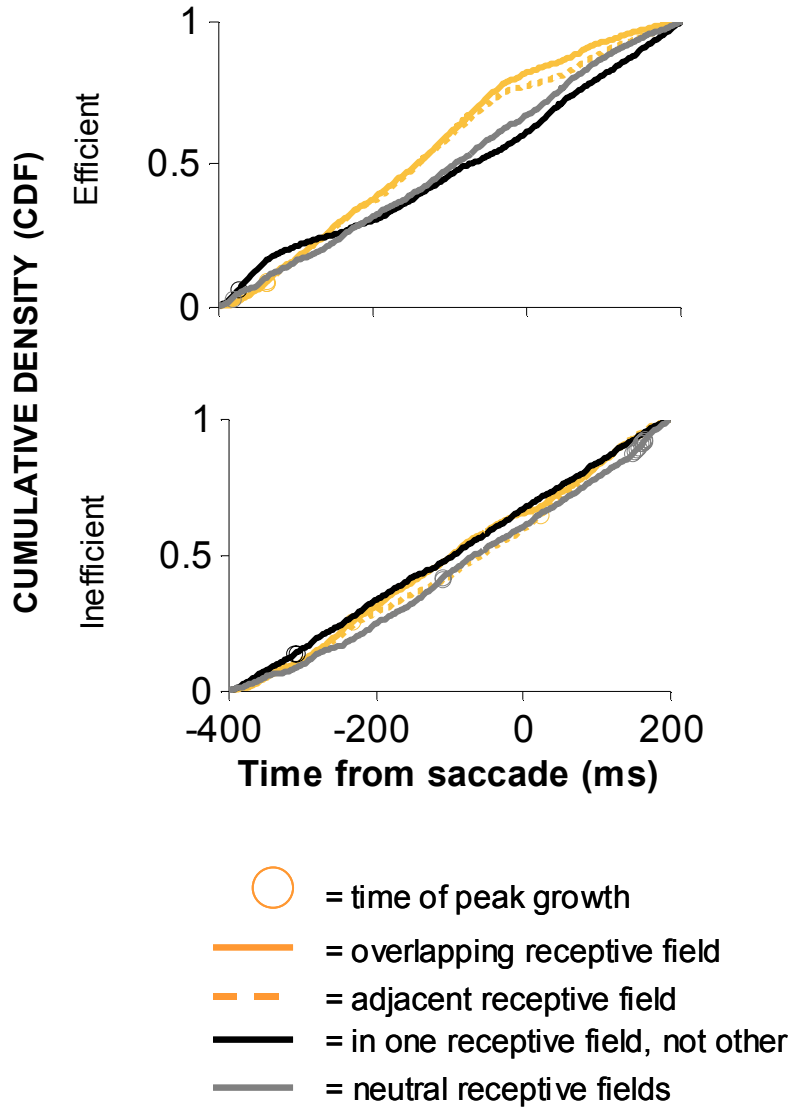 CUMULATIVE DENSITY (CDF)
Efficient
1
0.5
0
Inefficient
1
0.5
0
-400 -200 0 200
Time from saccade (ms)
= time of peak growth
= overlapping receptive field
= adjacent receptive field
= in one receptive field, not other
= neutral receptive fields